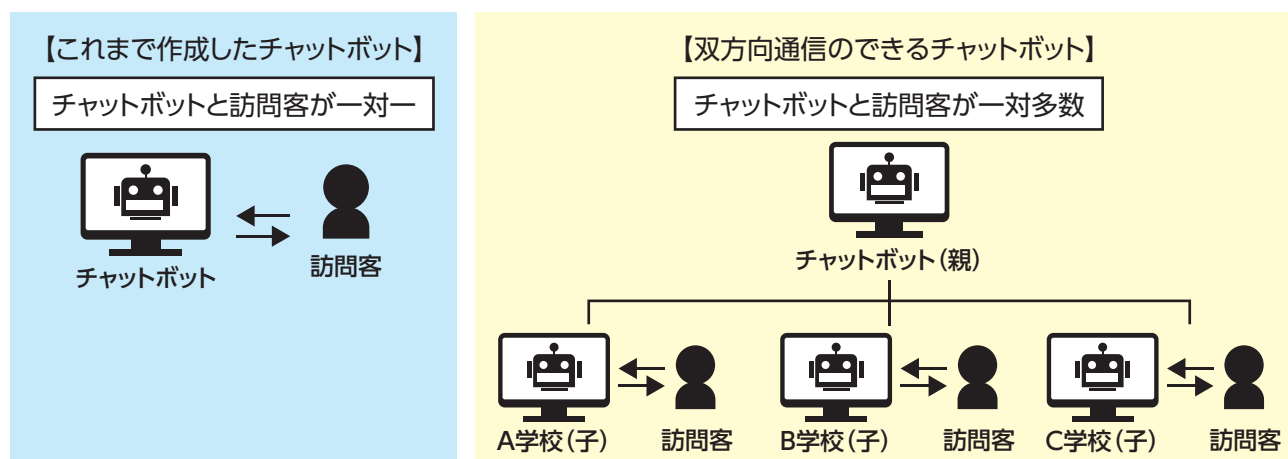 【これまで作成したチャットボット】
チャットボットと訪問客が一対一
チャットボット
訪問客
【双方向通信のできるチャットボット】
チャットボットと訪問客が一対多数
チャットボット(親)
A学校(子)
訪問客
B学校(子)
訪問客
C学校(子)
訪問客